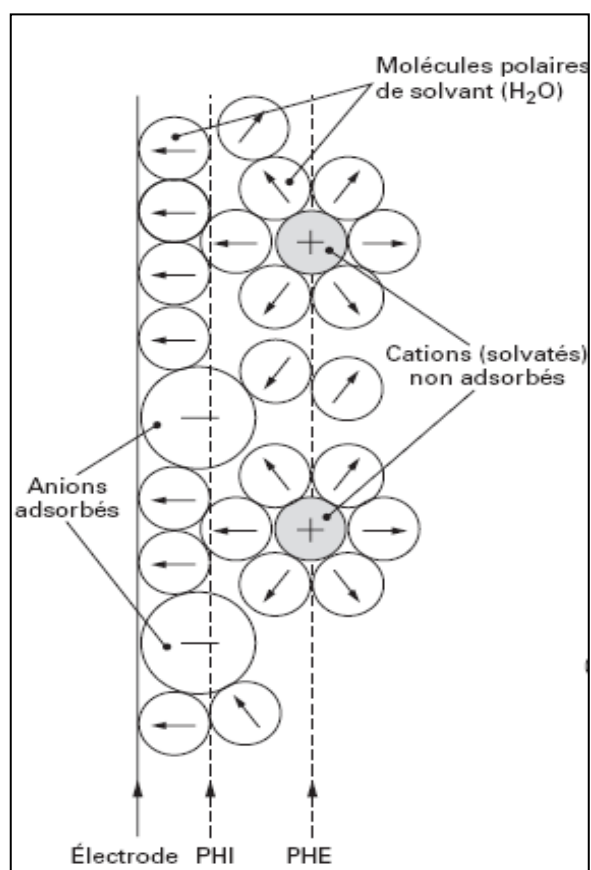 Molécules polaires
de solvant (H₂O)
+
Cations (solvatés)
non adsorbés
—
Anions
adsorbés
+
—
Électrode PHI PHE